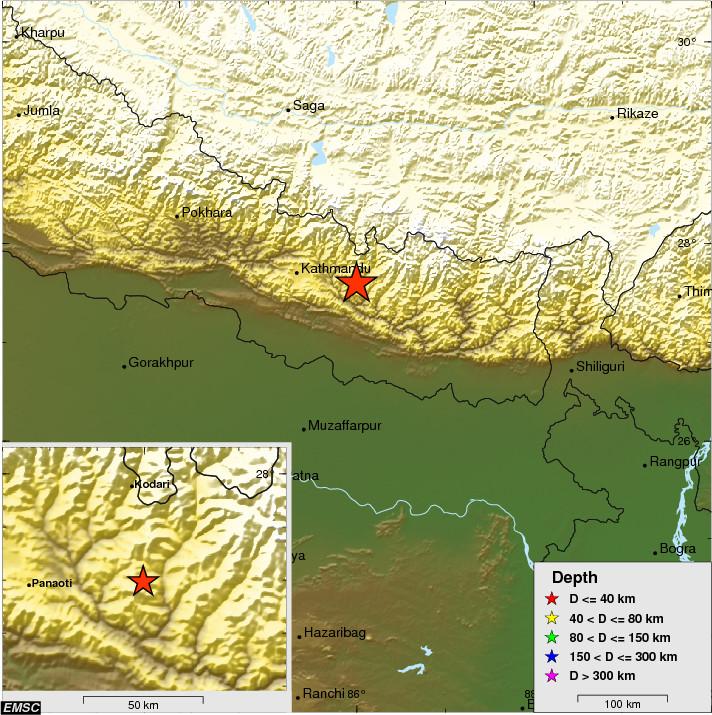 Kharpu
30°
Jumla
Saga
Rikaze
Pokhara
28°
Kathmandu
Thim
Gorakhpur
Shiliguri
Muzaffarpur
26°
Rangpur
28°
Kodari
atna
Panaoti
ya
Bogra
Depth
D <= 40 km
40 < D <= 80 km
80 < D <= 150 km
150 < D <= 300 km
D > 300 km
Hazaribag
Ranchi 86°
50 km
100 km
EMSC